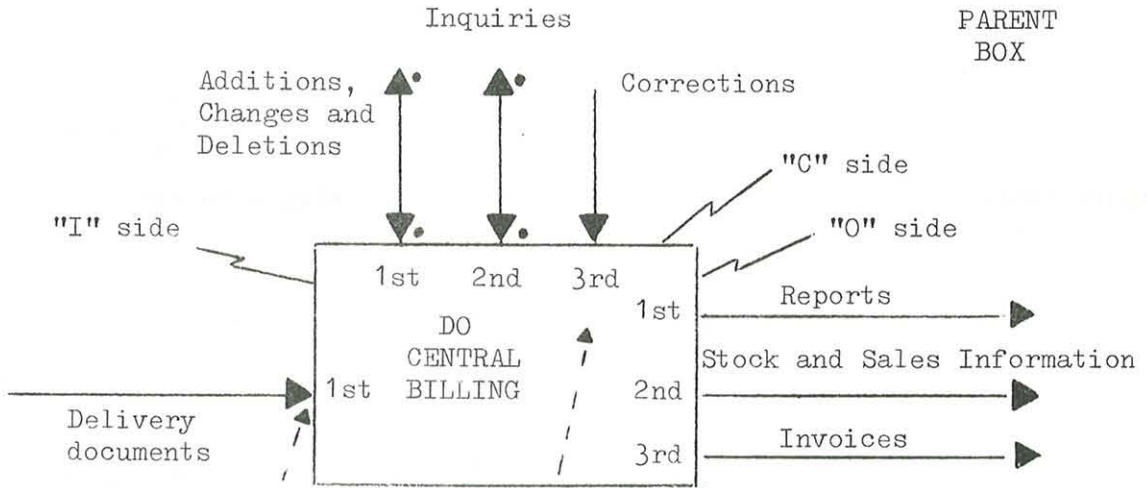 Inquiries
PARENT
BOX
Additions,
Changes and
Deletions
Corrections
"C" side
"I" side
"O" side
1st 2nd 3rd
1st
Reports
DO
CENTRAL
BILLING
Stock and Sales Information
1st
2nd
Delivery
documents
Invoices
3rd